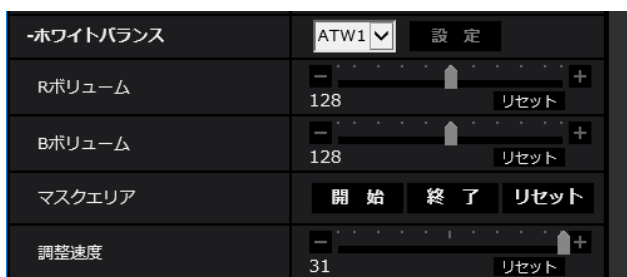 -ホワイトバランス ATW1 設 定
Rボリューム － +
128 リセット
Bボリューム － +
128 リセット
マスクエリア 開 始 終 了 リセット
調整速度 － +
31 リセット